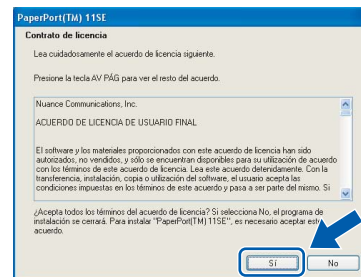 PaperPort(TM) 11SE
Contrato de licencia
Lea cuidadosamente el acuerdo de licencia siguiente.
Presione la tecla AV PÁG para ver el resto del acuerdo.
Nuance Communications, Inc.
ACUERDO DE LICENCIA DE USUARIO FINAL
El software y los materiales proporcionados con este acuerdo de licencia han sido
autorizados, no vendidos, y sólo se encuentran disponibles para su utilización de acuerdo
con los términos de este acuerdo de licencia. Lea este acuerdo detenidamente. Con la
transferencia, instalación, copia o utilización del software, el usuario acepta las
condiciones impuestas en los términos de este acuerdo y pasa a ser parte del mismo. Si
¿Acepta todos los términos del acuerdo de licencia? Si selecciona No, el programa de
instalación se cerrará. Para instalar "PaperPort(TM) 11SE", es necesario aceptar
acuerdo.
Sí No